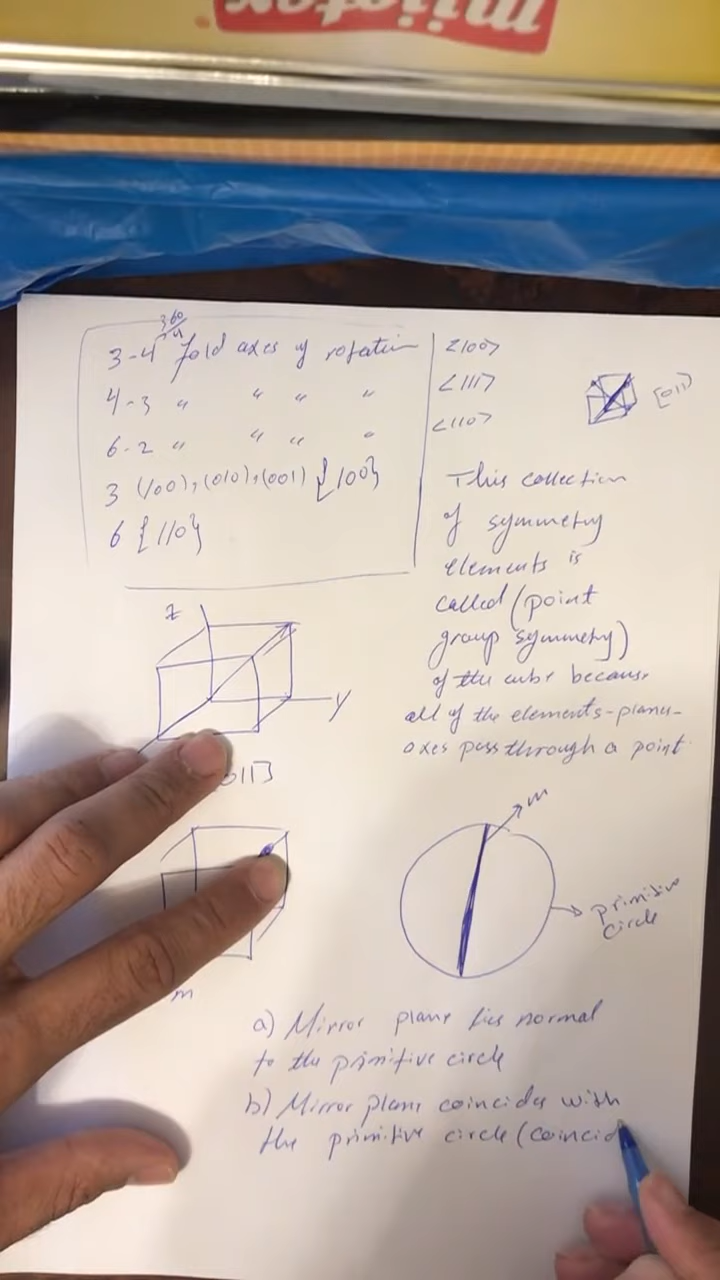 360
4
3-4 fold axes of rotation
4-3 " " " "
6-2 " " " "
3 (100), (010), (001) {100}
6 {110}
<100>
<111>
<110>
[011]
This collection
of symmetry
elements is
called (point
group symmetry)
of the cube because
all of the elements-planes-
axes pass through a point
z
y
011]
m
m
primitive
circle
a) Mirror plane lies normal
to the primitive circle
b) Mirror plane coincides with
the primitive circle (coincid